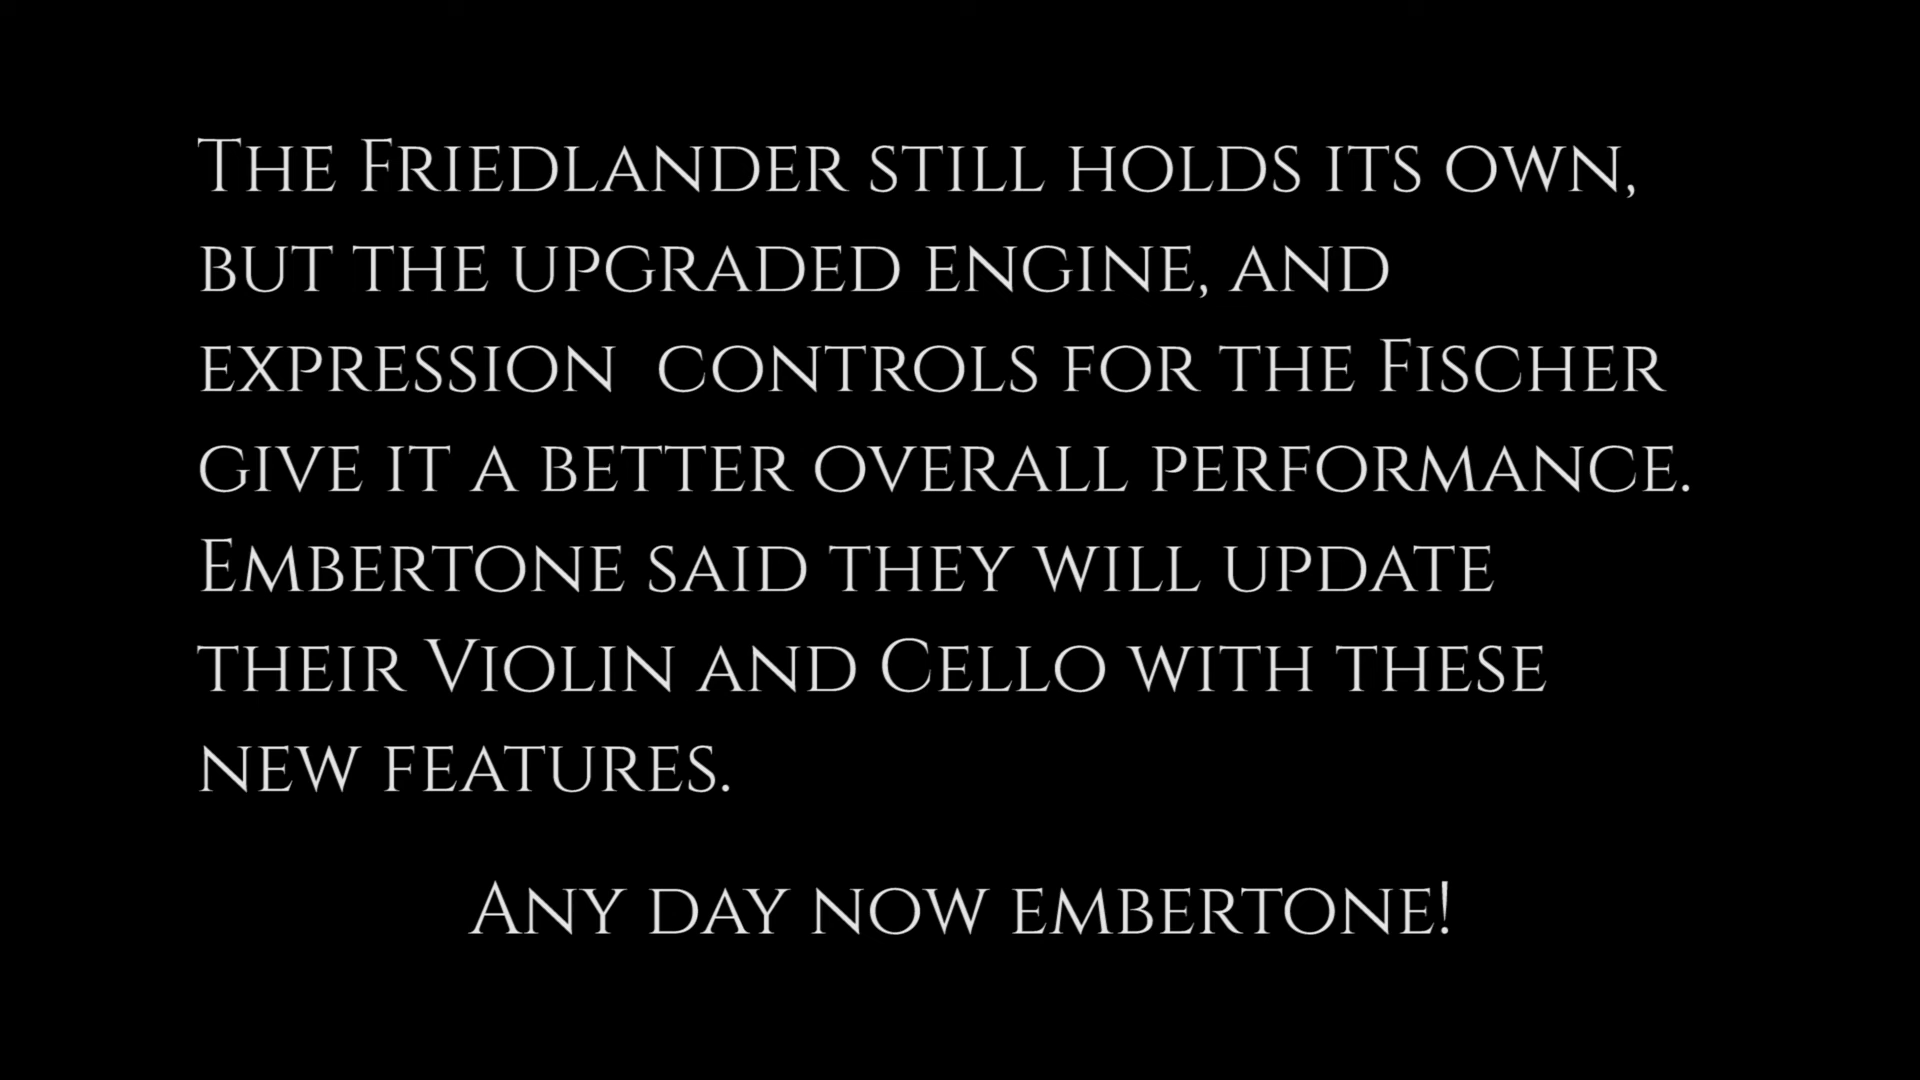 The Friedlander still holds its own,
but the upgraded engine, and
expression  controls for the Fischer
give it a better overall performance.
Embertone said they will update
their Violin and Cello with these
new features.
Any day now embertone!